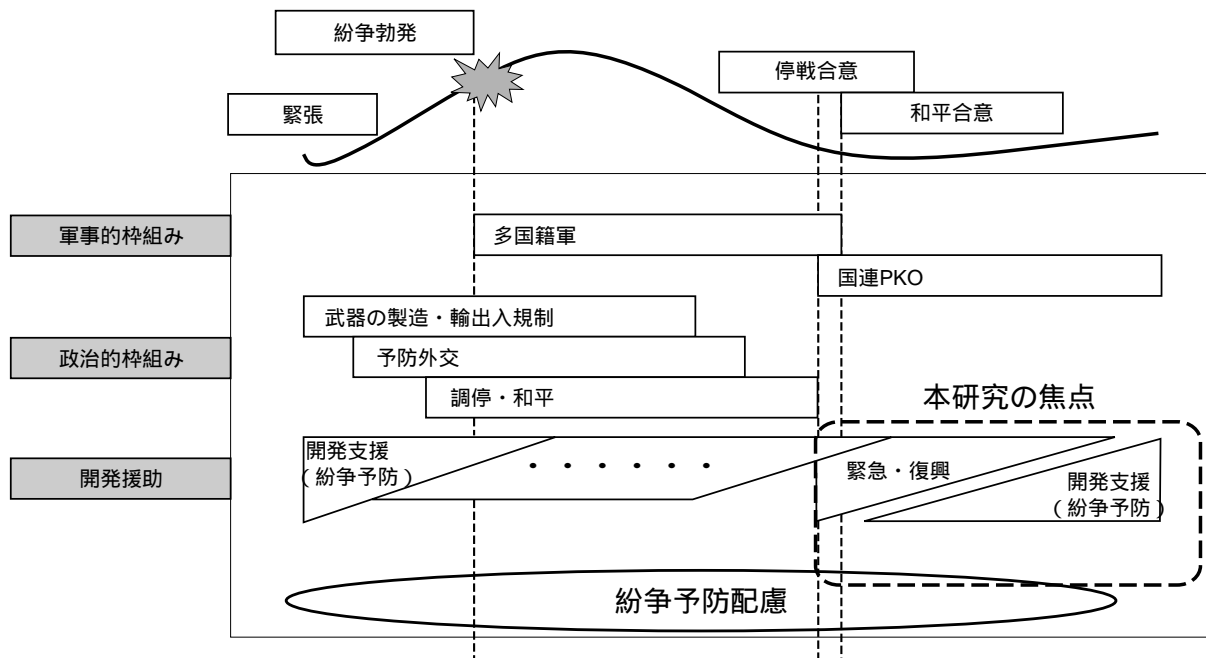 紛争勃発
停戦合意
緊張
和平合意
軍事的枠組み
多国籍軍
国連PKO
武器の製造・輸出入規制
政治的枠組み
予防外交
調停・和平
本研究の焦点
開発援助
開発支援
(紛争予防)
・・・・・・
緊急・復興
開発支援
(紛争予防)
紛争予防配慮